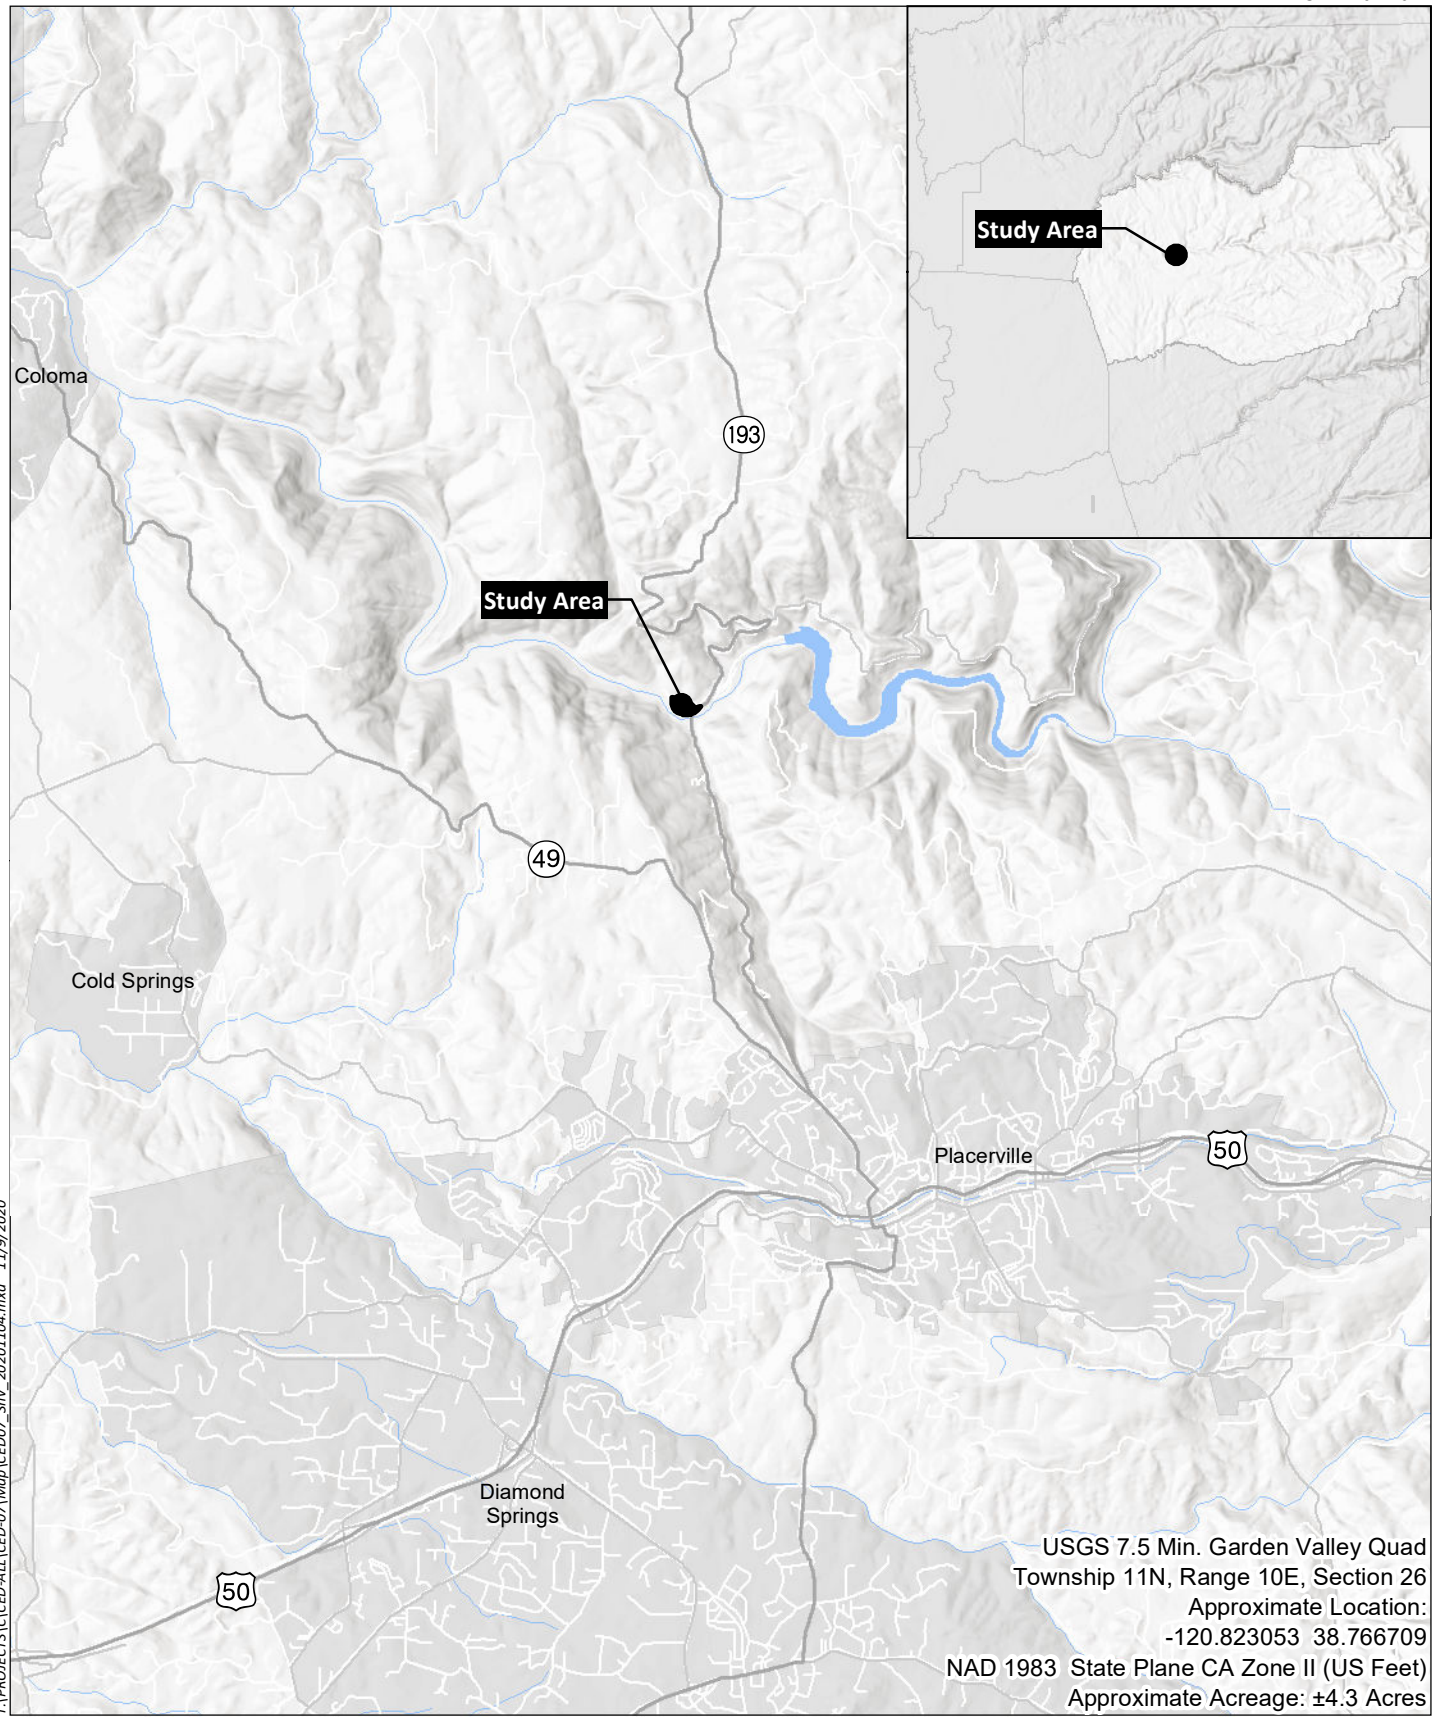 Study Area
Coloma
193
Study Area
49
Cold Springs
Placerville
50
Diamond
Springs
50
USGS 7.5 Min. Garden Valley Quad
Township 11N, Range 10E, Section 26
Approximate Location:
-120.823053 38.766709
NAD 1983 State Plane CA Zone II (US Feet)
Approximate Acreage: ±4.3 Acres